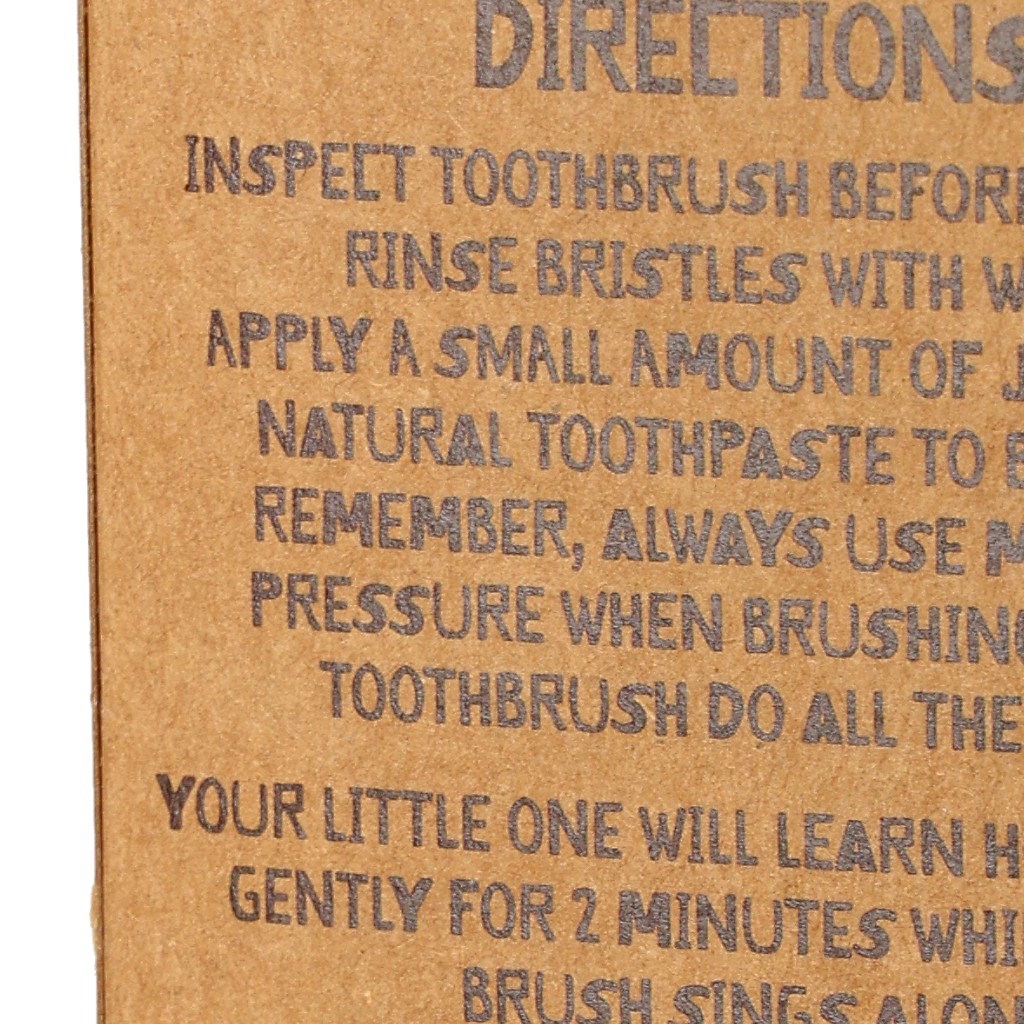 DIRECTIONS
INSPECT TOOTHBRUSH BEFORE
RINSE BRISTLES WITH
APPLY A SMALL AMOUNT OF
NATURAL TOOTHPASTE TO
REMEMBER, ALWAYS USE
PRESSURE WHEN BRUSHING
TOOTHBRUSH DO ALL THE
YOUR LITTLE ONE WILL LEARN
GENTLY FOR 2 MINUTES
BRUSH SINGS